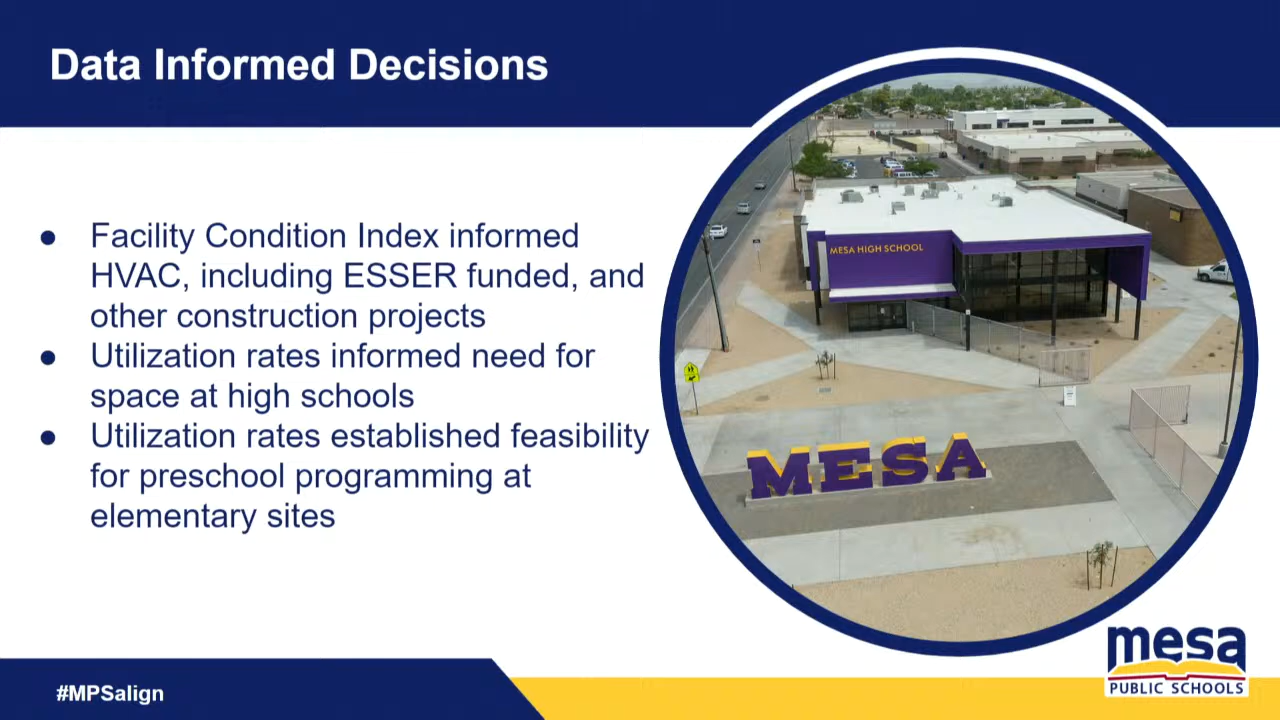 Data Informed Decisions
● Facility Condition Index informed
HVAC, including ESSER funded, and
other construction projects
● Utilization rates informed need for
space at high schools
● Utilization rates established feasibility
for preschool programming at
elementary sites
MESA HIGH SCHOOL
MESA
#MPSalign
mesa
PUBLIC SCHOOLS